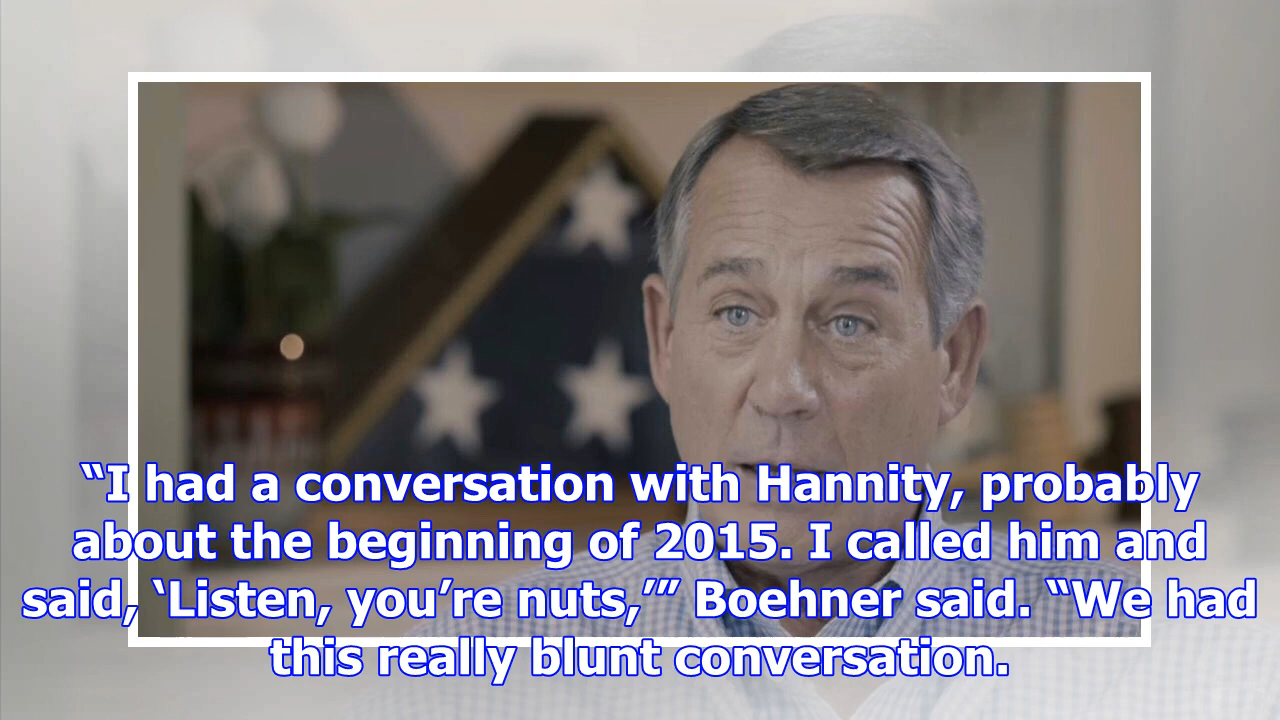 “I had a conversation with Hannity, probably
about the beginning of 2015. I called him and
said, ‘Listen, you’re nuts,’” Boehner said. “We had
this really blunt conversation.